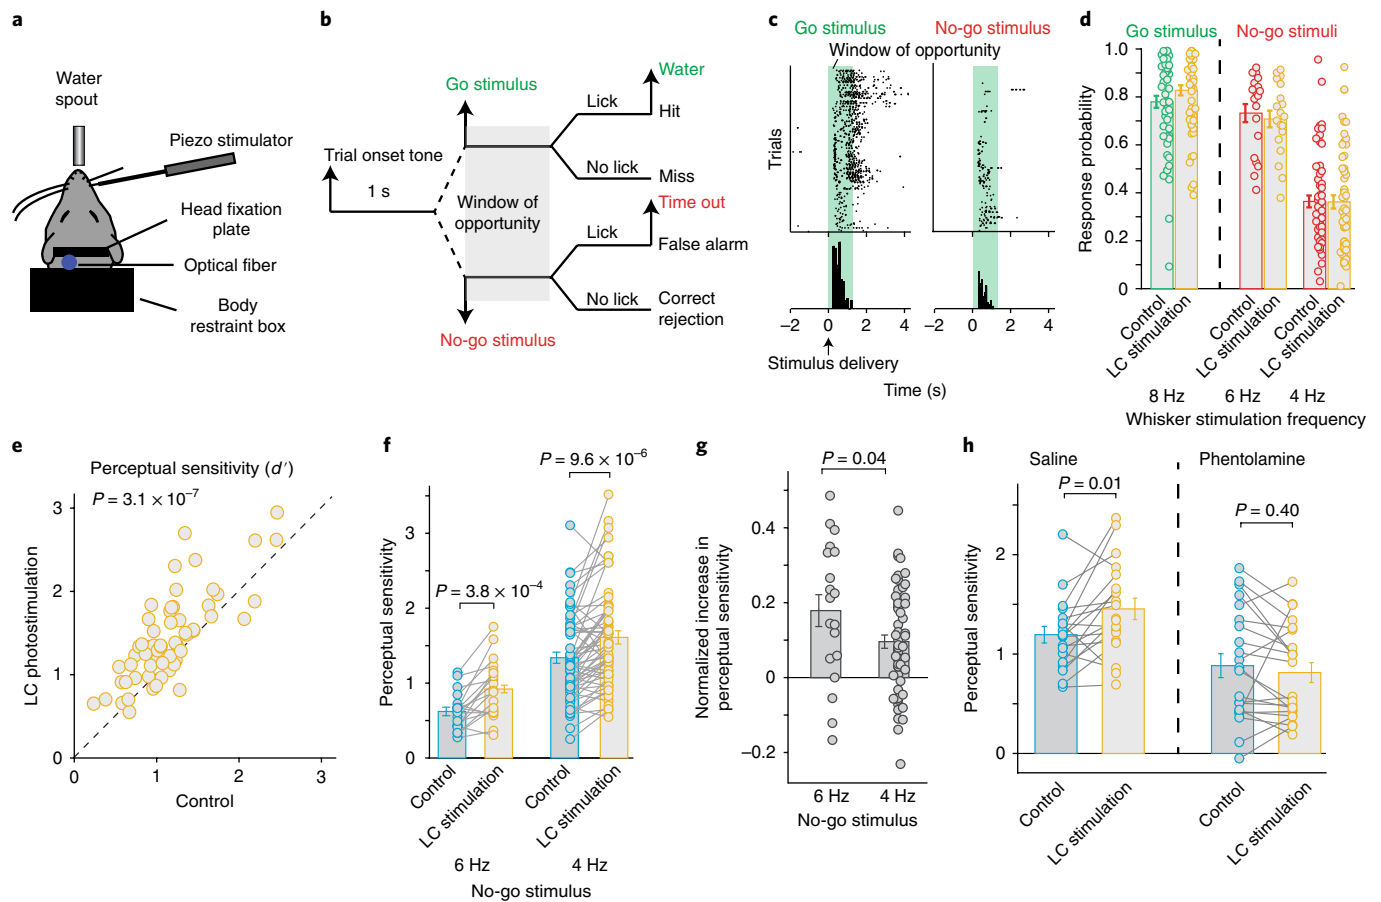 a
Water
spout
Piezo stimulator
Head fixation
plate
Optical fiber
Body
restraint box
b
Trial onset tone
1 s
Go stimulus
Window of
opportunity
No-go stimulus
Lick
Water
Hit
No lick
Miss
Time out
Lick
False alarm
No lick
Correct
rejection
c
Go stimulus
No-go stimulus
Window of opportunity
Trials
−2 0 2 4
−2 0 2 4
Stimulus delivery
Time (s)
d
Go stimulus
No-go stimuli
Response probability
1.0
0.8
0.6
0.4
0.2
0
Control
LC stimulation
Control
LC stimulation
Control
LC stimulation
8 Hz 6 Hz 4 Hz
Whisker stimulation frequency
e
Perceptual sensitivity (d′)
P = 3.1 × 10−7
LC photostimulation
3
2
1
0
0 1 2 3
Control
f
P = 9.6 × 10−6
P = 3.8 × 10−4
Perceptual sensitivity
3
2
1
0
Control
LC stimulation
Control
LC stimulation
6 Hz 4 Hz
No-go stimulus
g
P = 0.04
Normalized increase in
perceptual sensitivity
0.4
0.2
0
−0.2
6 Hz 4 Hz
No-go stimulus
h
Saline
Phentolamine
P = 0.01
P = 0.40
Perceptual sensitivity
2
1
0
Control
LC stimulation
Control
LC stimulation